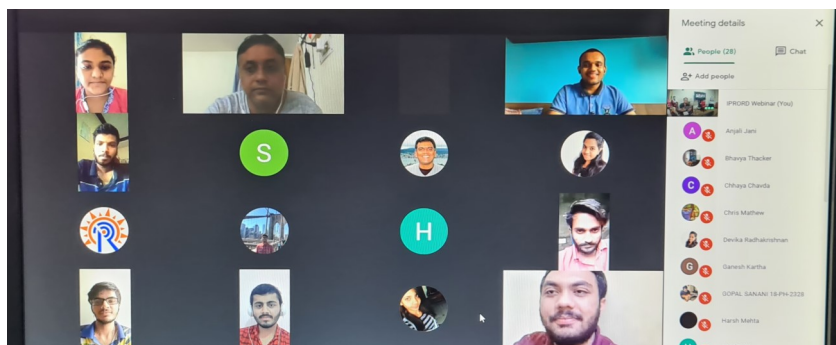 Meeting details
People (28)
Chat
Add people
IPRGRD Webinar (You)
A
Anjali Jani
Bhavya Thacker
C
Chhaya Chavda
Chris Mathew
Devika Radhakrishnan
G
Ganesh Kartha
GOPAL SANANI 18-PH-2326
Harsh Mehta
S
H